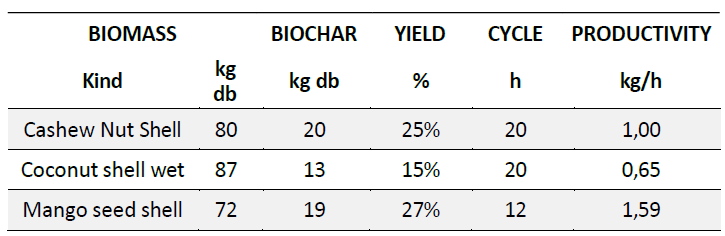 BIOMASS BIOCHAR YIELD CYCLE PRODUCTIVITY
Kind kg db kg db % h kg/h
Cashew Nut Shell 80 20 25% 20 1,00
Coconut shell wet 87 13 15% 20 0,65
Mango seed shell 72 19 27% 12 1,59